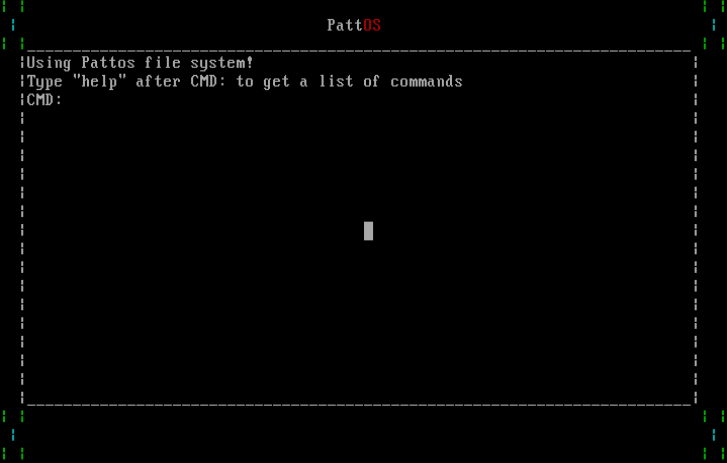 PattOS
Using Pattos file system!
Type "help" after CMD: to get a list of commands
CMD: